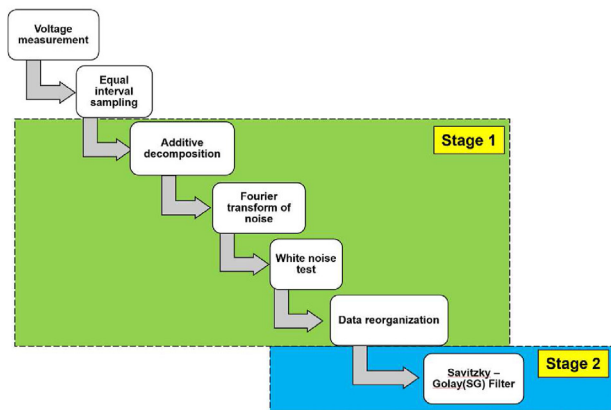 Voltage
measurement
Equal
interval
sampling
Stage 1
Additive
decomposition
Fourier
transform of
noise
White noise
test
Data reorganization
Stage 2
Savitzky –
Golay(SG) Filter